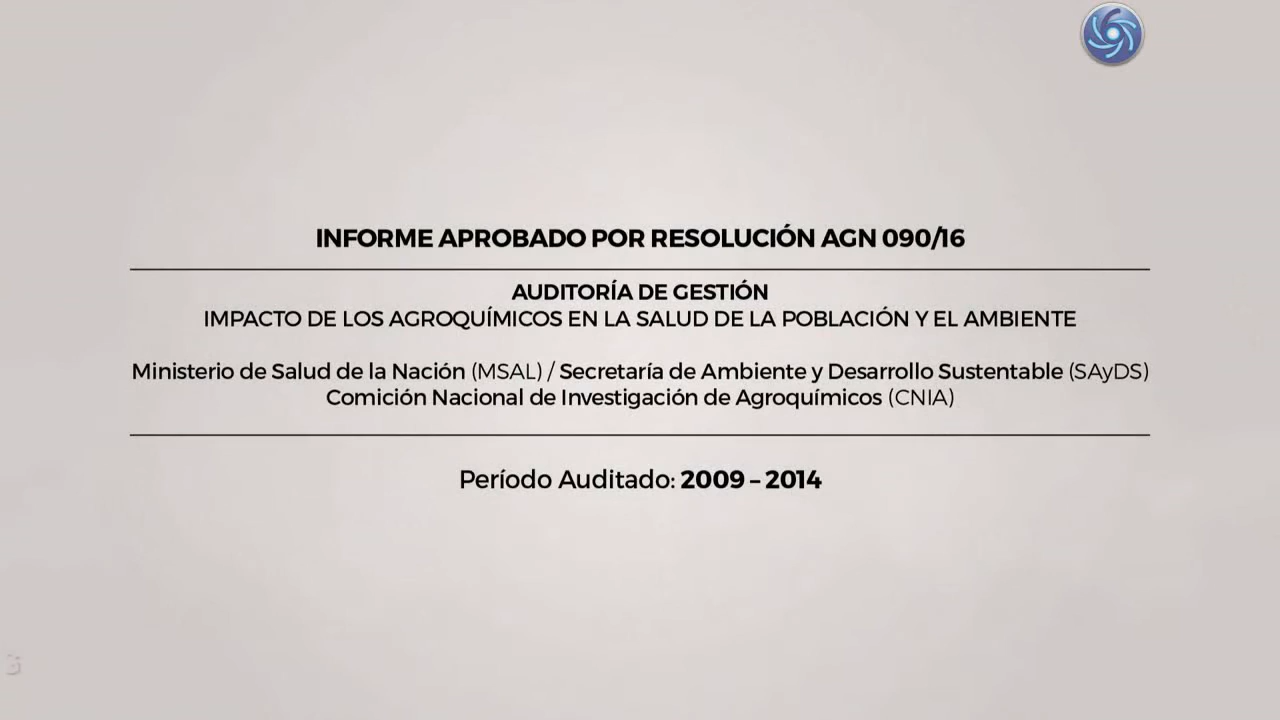 INFORME APROBADO POR RESOLUCIÓN AGN 090/16
AUDITORÍA DE GESTIÓN
IMPACTO DE LOS AGROQUÍMICOS EN LA SALUD DE LA POBLACIÓN Y EL AMBIENTE
Ministerio de Salud de la Nación (MSAL) / Secretaría de Ambiente y Desarrollo Sustentable (SAyDS)
Comición Nacional de Investigación de Agroquímicos (CNIA)
Período Auditado: 2009 – 2014